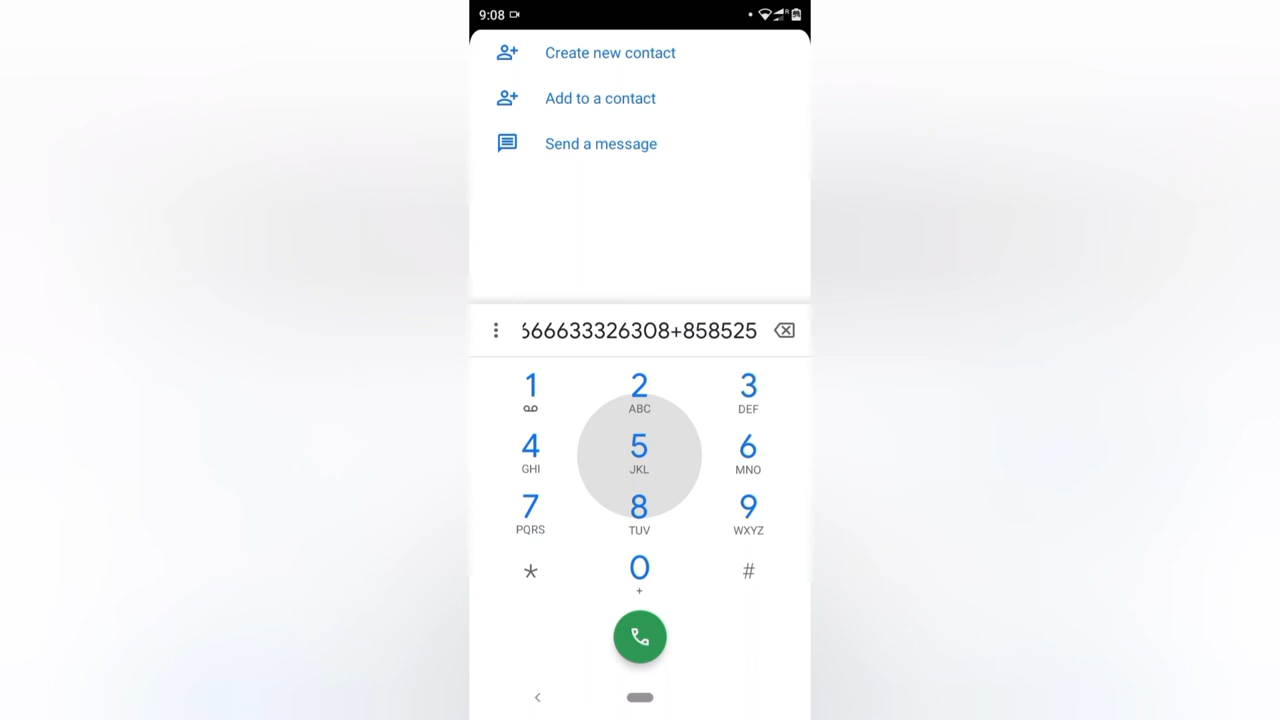 9:08
R
Create new contact
Add to a contact
Send a message
666633326308+858525
1
2 ABC
3 DEF
4 GHI
5 JKL
6 MNO
7 PQRS
8 TUV
9 WXYZ
*
0 +
#